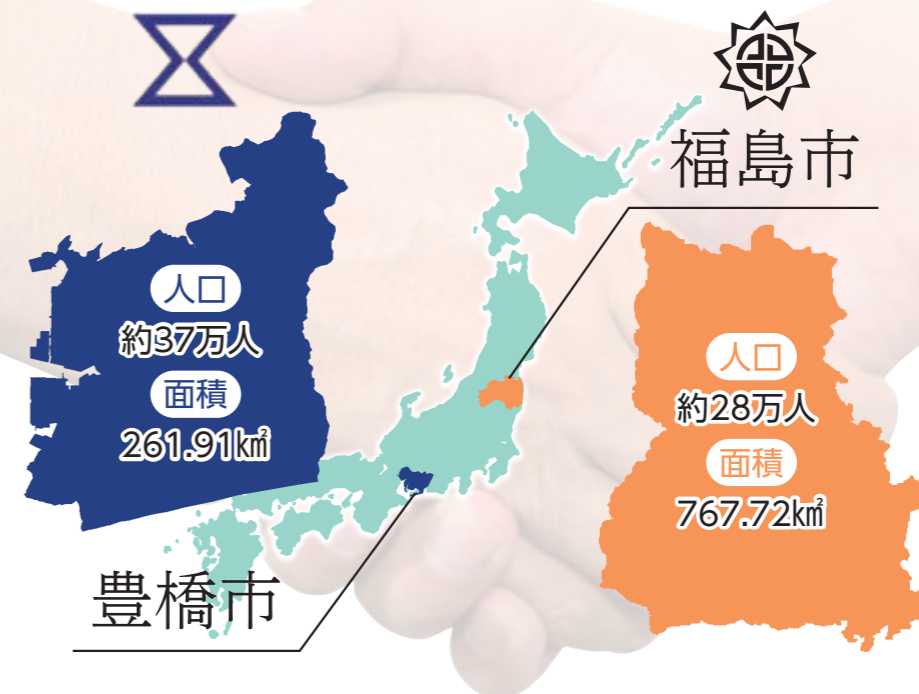 福島市
人口
約37万人
面積
261.91k㎡
人口
約28万人
面積
767.72k㎡
豊橋市